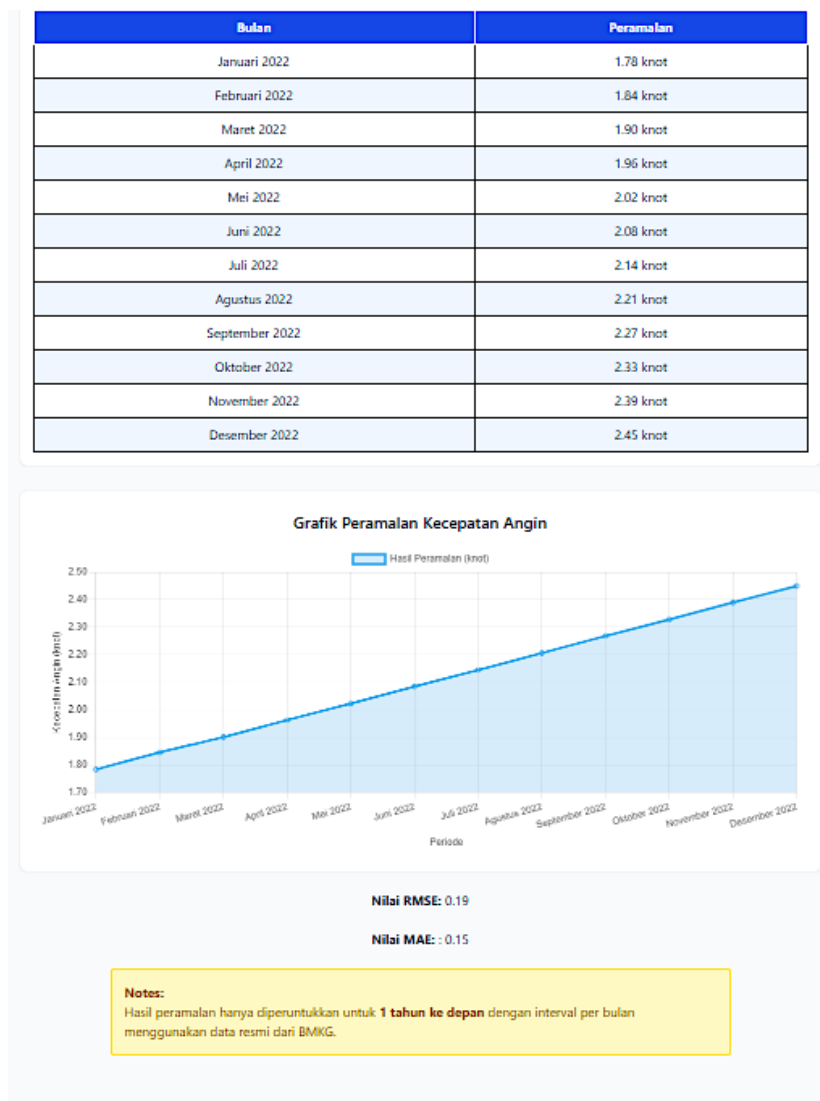 Bulan Peramalan
Januari 2022 1.78 knot
Februari 2022 1.84 knot
Maret 2022 1.90 knot
April 2022 1.96 knot
Mei 2022 2.02 knot
Juni 2022 2.08 knot
Juli 2022 2.14 knot
Agustus 2022 2.21 knot
September 2022 2.27 knot
Oktober 2022 2.33 knot
November 2022 2.39 knot
Desember 2022 2.45 knot
Grafik Peramalan Kecepatan Angin
Hasil Peramalan (knot)
Kecepatan Angin (knot)
2.50
2.40
2.30
2.20
2.10
2.00
1.90
1.80
1.70
Januari 2022 Februari 2022 Maret 2022 April 2022 Mei 2022 Juni 2022 Juli 2022 Agustus 2022 September 2022 Oktober 2022 November 2022 Desember 2022
Periode
Nilai RMSE: 0.19
Nilai MAE: : 0.15
Notes:
Hasil peramalan hanya diperuntukkan untuk 1 tahun ke depan dengan interval per bulan
menggunakan data resmi dari BMKG.